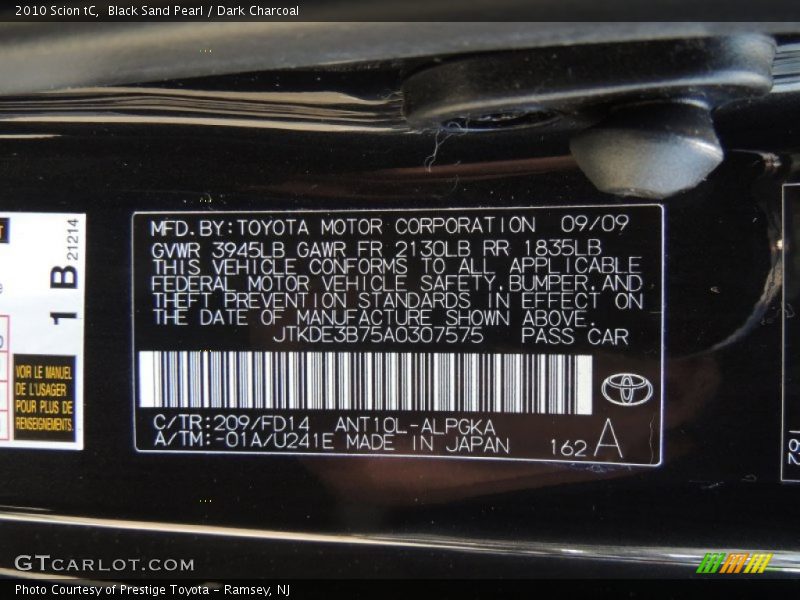 2010 Scion tC,  Black Sand Pearl / Dark Charcoal
MFD.BY:TOYOTA MOTOR CORPORATION 09/09
GVWR 3945LB GAWR FR 2130LB RR 1835LB
THIS VEHICLE CONFORMS TO ALL APPLICABLE
FEDERAL MOTOR VEHICLE SAFETY,BUMPER,AND
THEFT PREVENTION STANDARDS IN EFFECT ON
THE DATE OF MANUFACTURE SHOWN ABOVE.
JTKDE3B75A0307575 PASS CAR
C/TR:209/FD14 ANT10L-ALPGKA
A/TM:-01A/U241E MADE IN JAPAN 162 A
1 B 21214
VOIR LE MANUEL
DE L'USAGER
POUR PLUS DE
RENSEIGNEMENTS.
162
GTCARLOT.COM
Photo Courtesy of Prestige Toyota - Ramsey, NJ